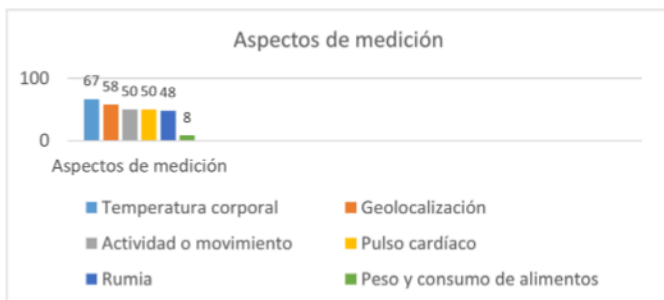 Aspectos de medición
100
67
58
50 50 48
8
0
Aspectos de medición
Temperatura corporal
Geolocalización
Actividad o movimiento
Pulso cardíaco
Rumia
Peso y consumo de alimentos